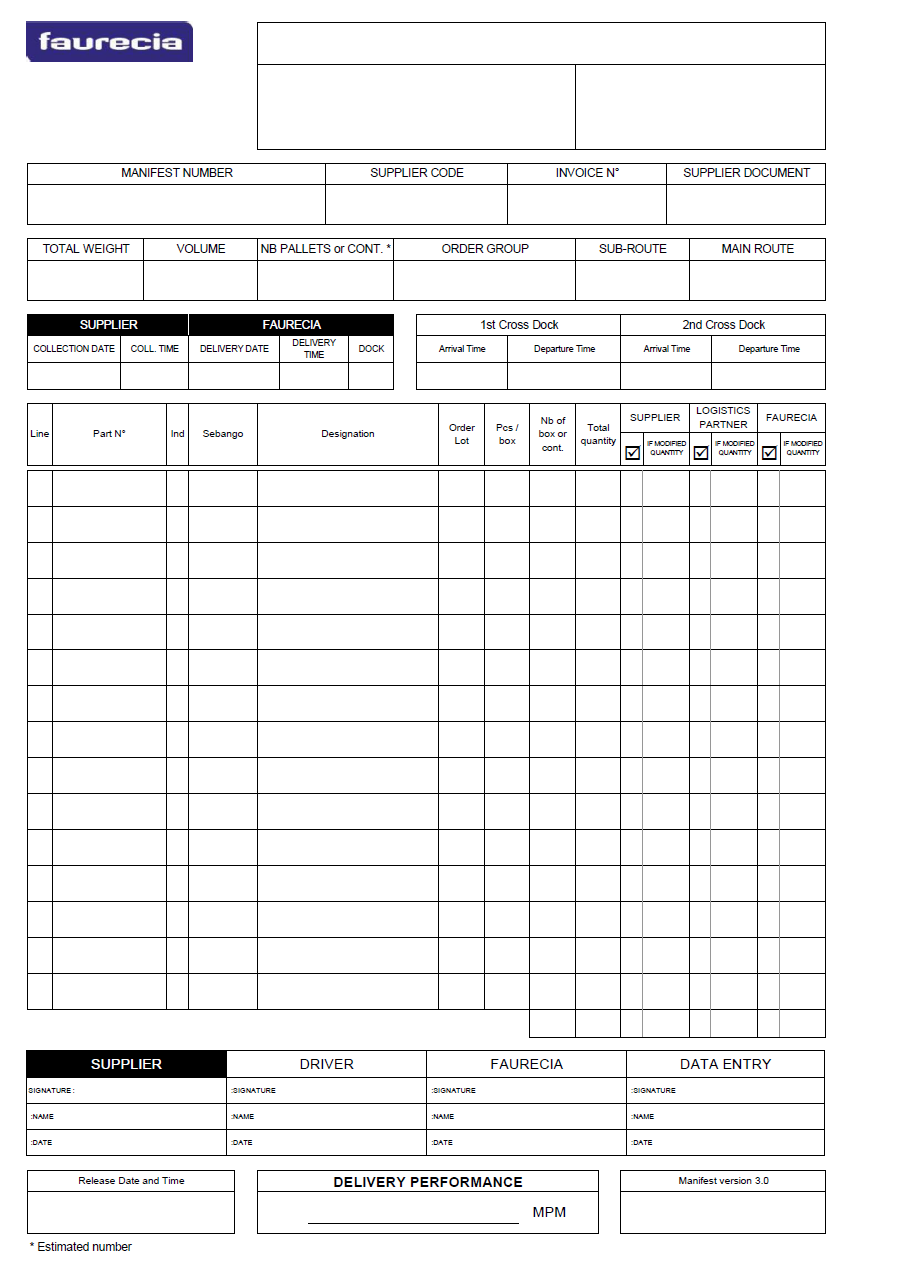 faurecia
MANIFEST NUMBER SUPPLIER CODE INVOICE N° SUPPLIER DOCUMENT
TOTAL WEIGHT VOLUME NB PALLETS or CONT. * ORDER GROUP SUB-ROUTE MAIN ROUTE
SUPPLIER FAURECIA 1st Cross Dock 2nd Cross Dock
COLLECTION DATE COLL. TIME DELIVERY DATE DELIVERY TIME DOCK Arrival Time Departure Time Arrival Time Departure Time
Line Part N° Ind Sebango Designation Order Lot Pcs / box Nb of box or cont. Total quantity SUPPLIER LOGISTICS PARTNER FAURECIA
IF MODIFIED QUANTITY IF MODIFIED QUANTITY IF MODIFIED QUANTITY
SUPPLIER DRIVER FAURECIA DATA ENTRY
SIGNATURE : :SIGNATURE :SIGNATURE :SIGNATURE
:NAME :NAME :NAME :NAME
:DATE :DATE :DATE :DATE
Release Date and Time DELIVERY PERFORMANCE Manifest version 3.0
MPM
* Estimated number